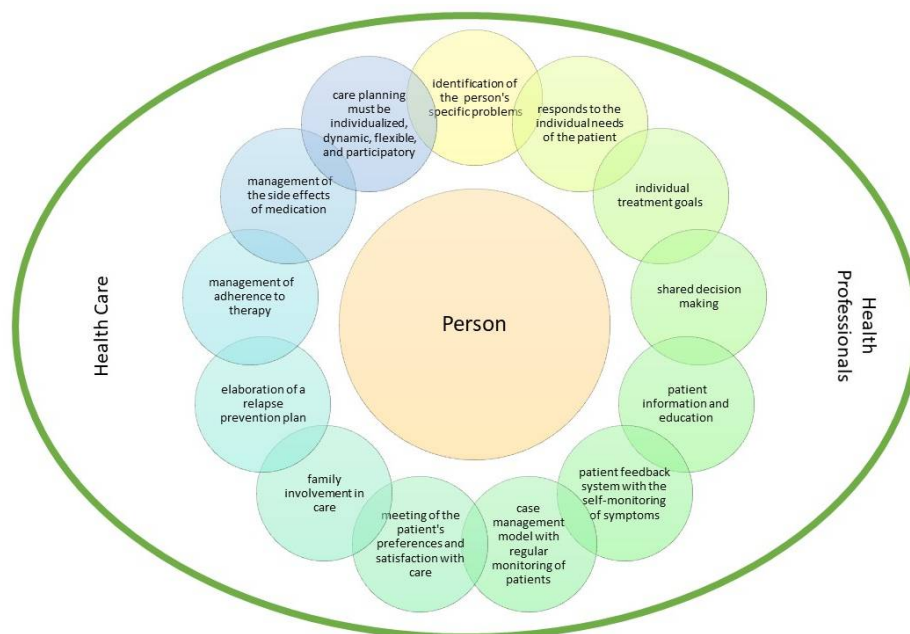 identification of
the person's
specific problems
responds to the
individual needs
of the patient
individual
treatment goals
shared decision
making
patient
information and
education
patient feedback
system with the
self-monitoring
of symptoms
case
management
model with
regular
monitoring of
patients
meeting of the
patient's
preferences and
satisfaction with
care
family
involvement in
care
elaboration of a
relapse
prevention plan
management of
adherence to
therapy
management of
the side effects
of medication
care planning
must be
individualized,
dynamic, flexible,
and participatory
Person
Health Care
Health
Professionals